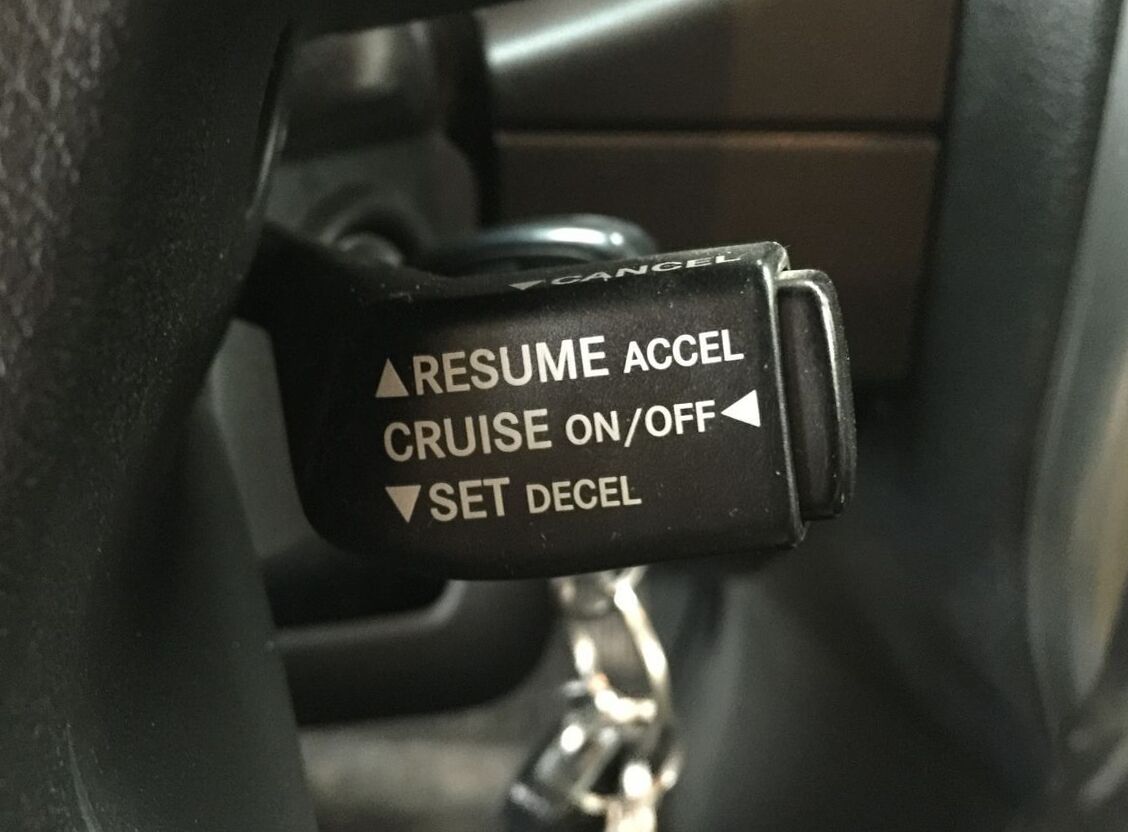 ▼CANCEL
▲RESUME ACCEL
CRUISE ON/OFF◀
▼SET DECEL